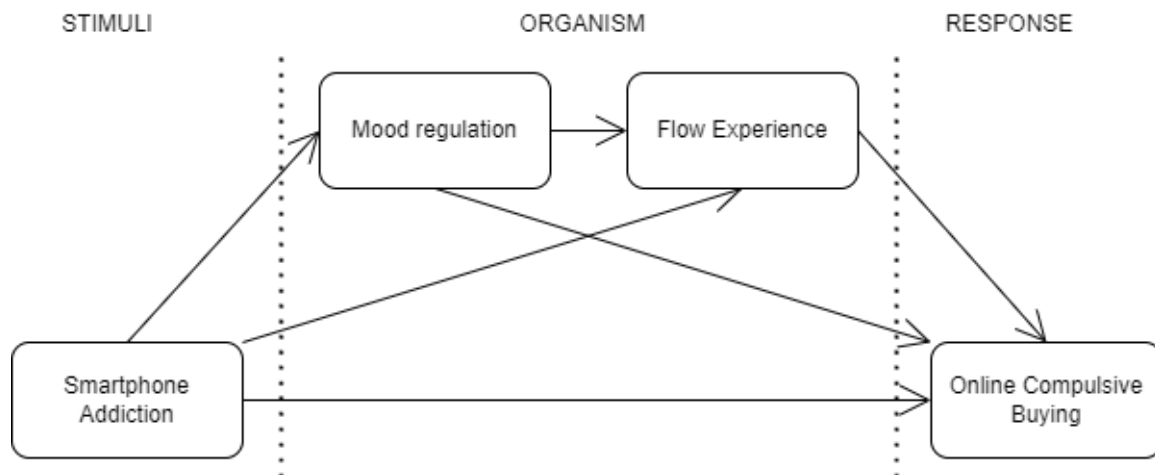 STIMULI
ORGANISM
RESPONSE
Mood regulation
Flow Experience
Smartphone
Addiction
Online Compulsive
Buying